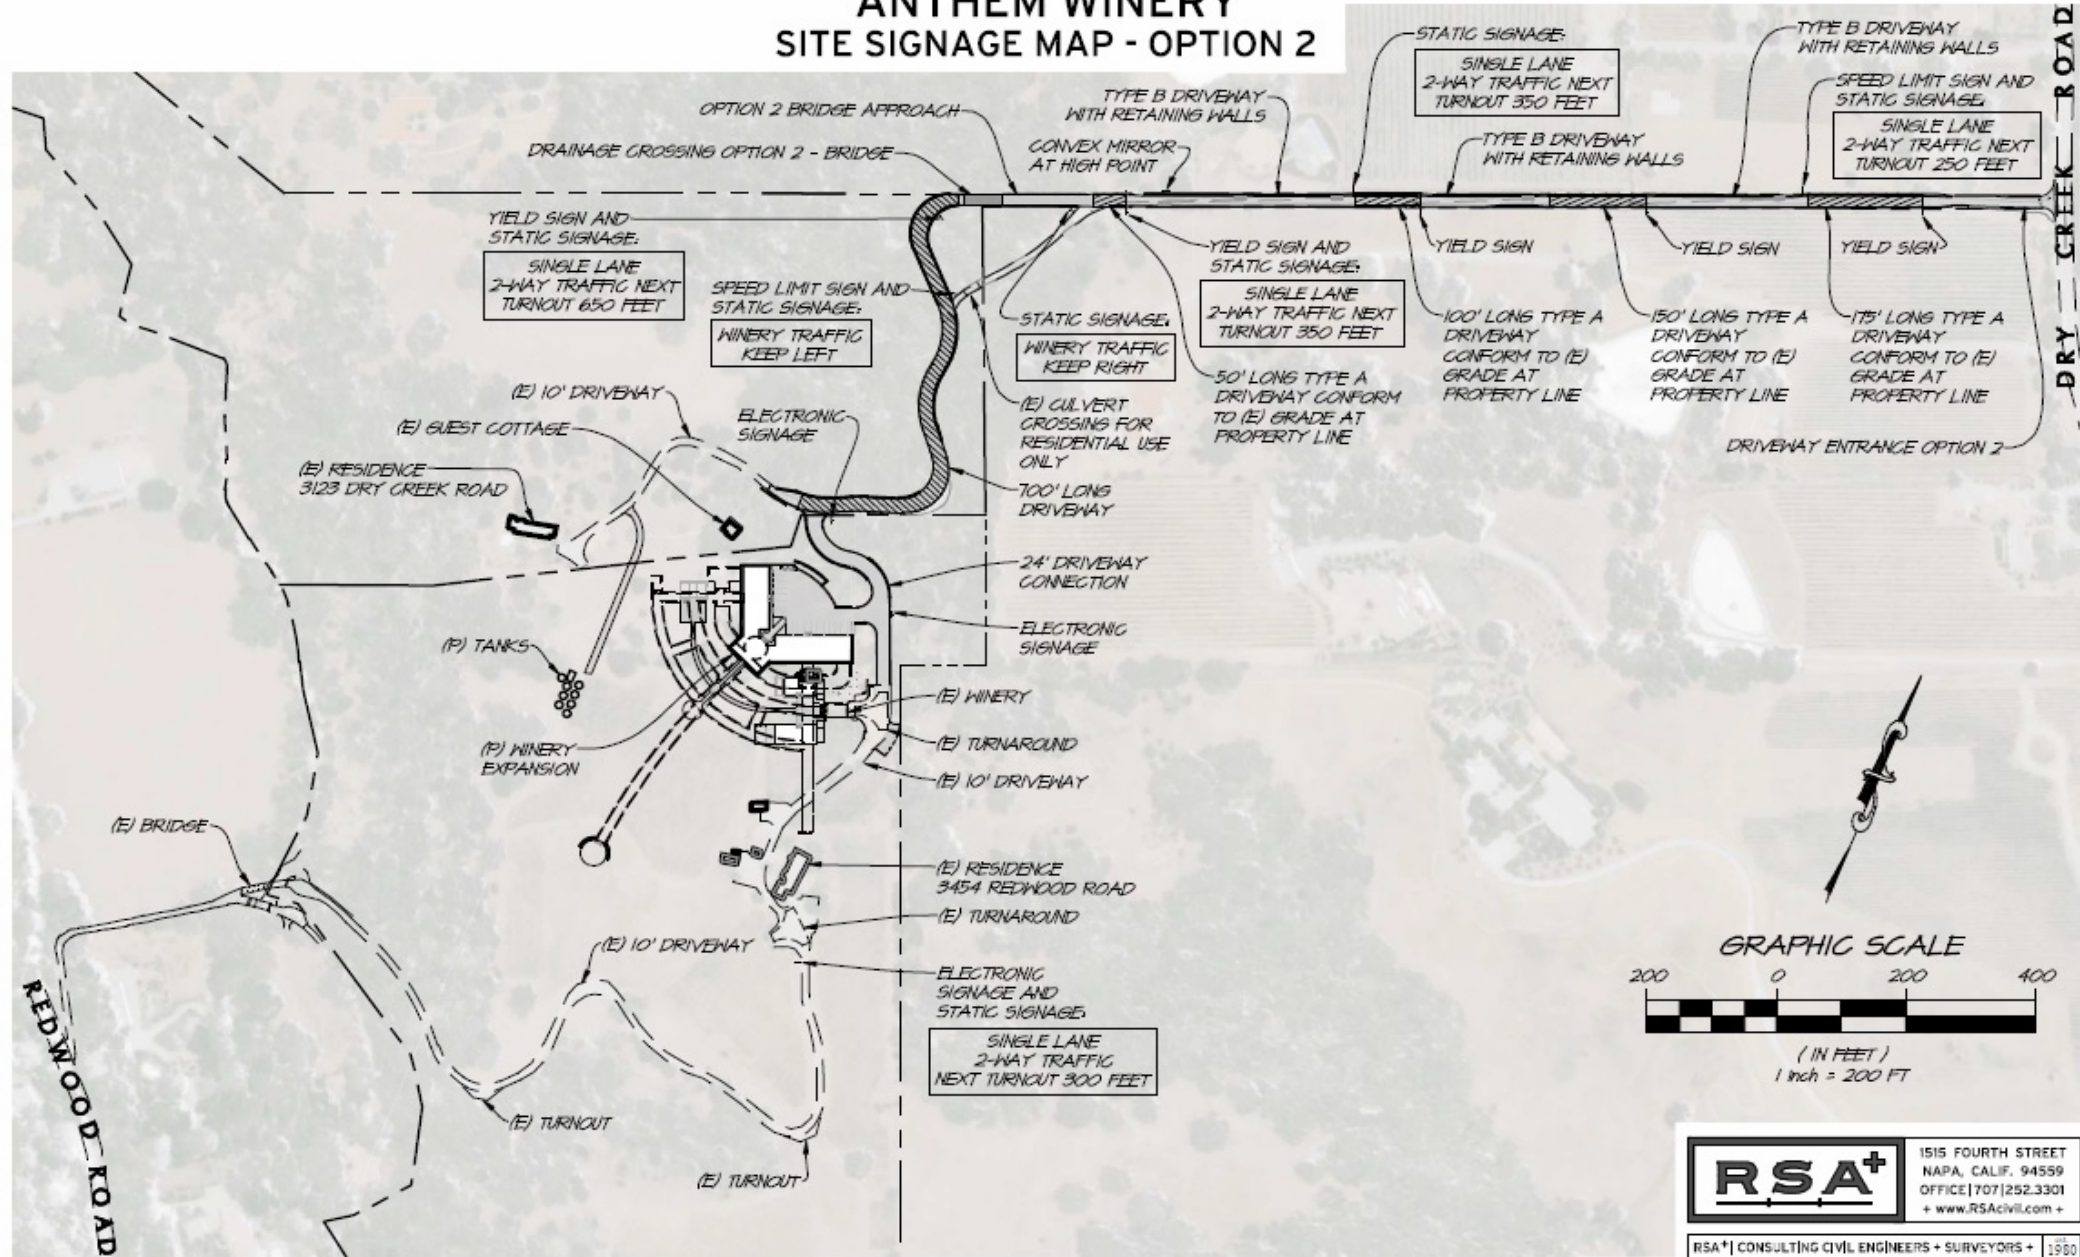 ANTHEM WINERY
SITE SIGNAGE MAP - OPTION 2
STATIC SIGNAGE:
SINGLE LANE
2-WAY TRAFFIC NEXT
TURNOUT 350 FEET
TYPE B DRIVEWAY
WITH RETAINING WALLS
SPEED LIMIT SIGN AND
STATIC SIGNAGE:
SINGLE LANE
2-WAY TRAFFIC NEXT
TURNOUT 250 FEET
DRY CREEK ROAD
OPTION 2 BRIDGE APPROACH
TYPE B DRIVEWAY
WITH RETAINING WALLS
DRAINAGE CROSSING OPTION 2 - BRIDGE
CONVEX MIRROR
AT HIGH POINT
TYPE B DRIVEWAY
WITH RETAINING WALLS
YIELD SIGN AND
STATIC SIGNAGE:
SINGLE LANE
2-WAY TRAFFIC NEXT
TURNOUT 650 FEET
SPEED LIMIT SIGN AND
STATIC SIGNAGE:
WINERY TRAFFIC
KEEP LEFT
STATIC SIGNAGE:
WINERY TRAFFIC
KEEP RIGHT
YIELD SIGN AND
STATIC SIGNAGE:
SINGLE LANE
2-WAY TRAFFIC NEXT
TURNOUT 350 FEET
YIELD SIGN
YIELD SIGN
YIELD SIGN
50' LONG TYPE A
DRIVEWAY CONFORM
TO (E) GRADE AT
PROPERTY LINE
100' LONG TYPE A
DRIVEWAY
CONFORM TO (E)
GRADE AT
PROPERTY LINE
150' LONG TYPE A
DRIVEWAY
CONFORM TO (E)
GRADE AT
PROPERTY LINE
175' LONG TYPE A
DRIVEWAY
CONFORM TO (E)
GRADE AT
PROPERTY LINE
DRIVEWAY ENTRANCE OPTION 2
(E) CULVERT
CROSSING FOR
RESIDENTIAL USE
ONLY
(E) 10' DRIVEWAY
(E) GUEST COTTAGE
ELECTRONIC
SIGNAGE
(E) RESIDENCE
3123 DRY CREEK ROAD
700' LONG
DRIVEWAY
24' DRIVEWAY
CONNECTION
ELECTRONIC
SIGNAGE
(P) TANKS
(E) WINERY
(P) WINERY
EXPANSION
(E) TURNAROUND
(E) 10' DRIVEWAY
(E) BRIDGE
(E) RESIDENCE
3454 REDWOOD ROAD
(E) TURNAROUND
(E) 10' DRIVEWAY
ELECTRONIC
SIGNAGE AND
STATIC SIGNAGE:
SINGLE LANE
2-WAY TRAFFIC
NEXT TURNOUT 300 FEET
(E) TURNOUT
(E) TURNOUT
REDWOOD ROAD
GRAPHIC SCALE
200 0 200 400
( IN FEET )
1 inch = 200 FT
RSA+
1515 FOURTH STREET
NAPA, CALIF. 94559
OFFICE|707|252.3301
+ www.RSAcivil.com +
RSA+| CONSULTING CIVIL ENGINEERS + SURVEYORS + est. 1980